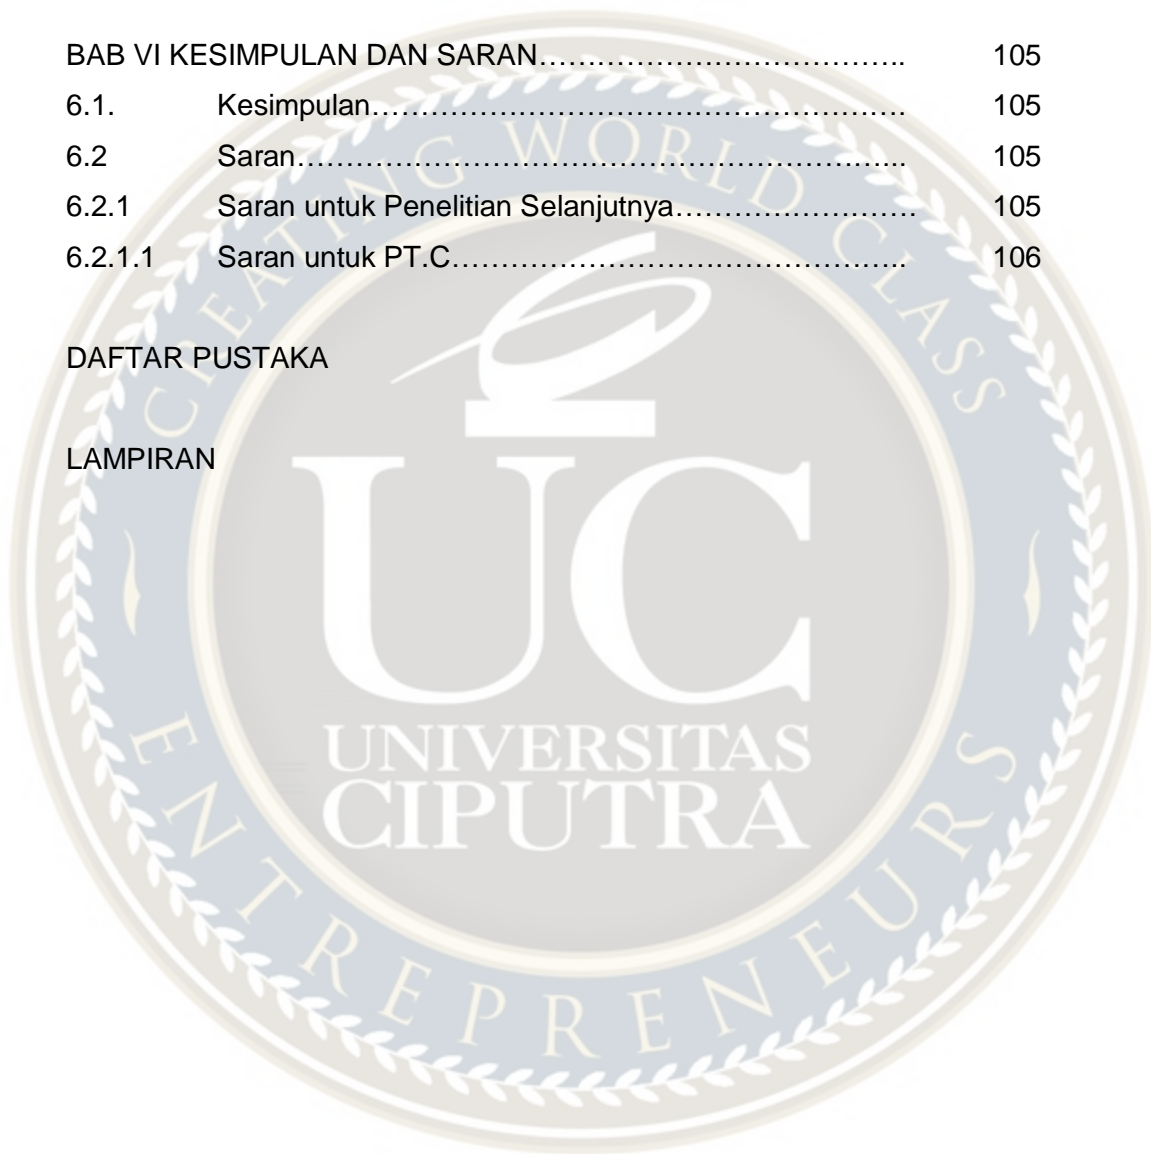 BAB VI KESIMPULAN DAN SARAN……………………………….. 105
6.1. Kesimpulan………………………………………………. 105
6.2 Saran…………………………………………………….. 105
6.2.1 Saran untuk Penelitian Selanjutnya……………………. 105
6.2.1.1 Saran untuk PT.C……………………………………….. 106
DAFTAR PUSTAKA
LAMPIRAN
CREATING WORLD CLASS
UC
UNIVERSITAS
CIPUTRA
ENTREPRENEURS